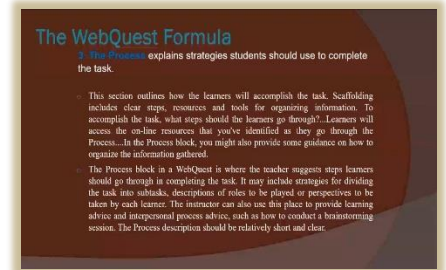 The WebQuest Formula
3. The Process explains strategies students should use to complete
the task.
This section outlines how the learners will accomplish the task. Scaffolding
includes clear steps, resources and tools for organizing information. To
accomplish the task, what steps should the learners go through?...Learners will
access the on-line resources that you've identified as they go through the
Process....In the Process block, you might also provide some guidance on how to
organize the information gathered.
The Process block in a WebQuest is where the teacher suggests steps learners
should go through in completing the task. It may include strategies for dividing
the task into subtasks, descriptions of roles to be played or perspectives to be
taken by each learner. The instructor can also use this place to provide learning
advice and interpersonal process advice, such as how to conduct a brainstorming
session. The Process description should be relatively short and clear.